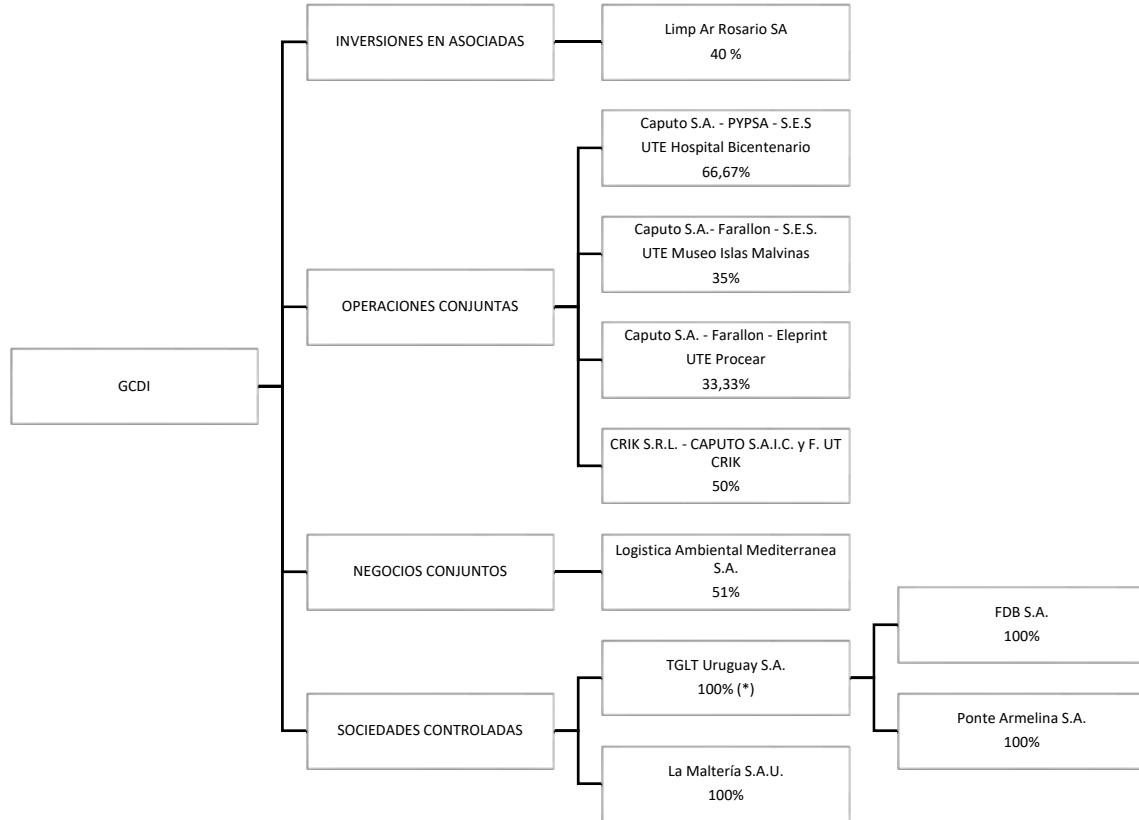 GCDI
INVERSIONES EN ASOCIADAS
Limp Ar Rosario SA
40 %
OPERACIONES CONJUNTAS
Caputo S.A. - PYPSA - S.E.S
UTE Hospital Bicentenario
66,67%
Caputo S.A.- Farallon - S.E.S.
UTE Museo Islas Malvinas
35%
Caputo S.A. - Farallon - Eleprint
UTE Procear
33,33%
CRIK S.R.L. - CAPUTO S.A.I.C. y F. UT
CRIK
50%
NEGOCIOS CONJUNTOS
Logistica Ambiental Mediterranea
S.A.
51%
SOCIEDADES CONTROLADAS
TGLT Uruguay S.A.
100% (*)
FDB S.A.
100%
Ponte Armelina S.A.
100%
La Maltería S.A.U.
100%